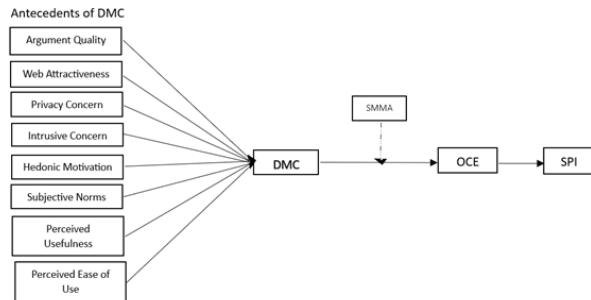 Antecedents of DMC
Argument Quality
Web Attractiveness
Privacy Concern
Intrusive Concern
Hedonic Motivation
Subjective Norms
Perceived
Usefulness
Perceived Ease of
Use
DMC
SMMA
OCE
SPI